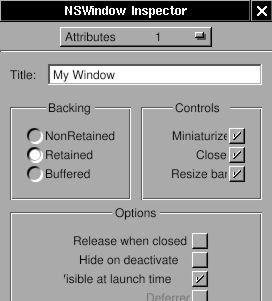 NSWindow Inspector
Attributes 1
Title: My Window
Backing
NonRetained
Retained
Buffered
Controls
Miniaturize
Close
Resize bar
Options
Release when closed
Hide on deactivate
'isible at launch time
Deferred